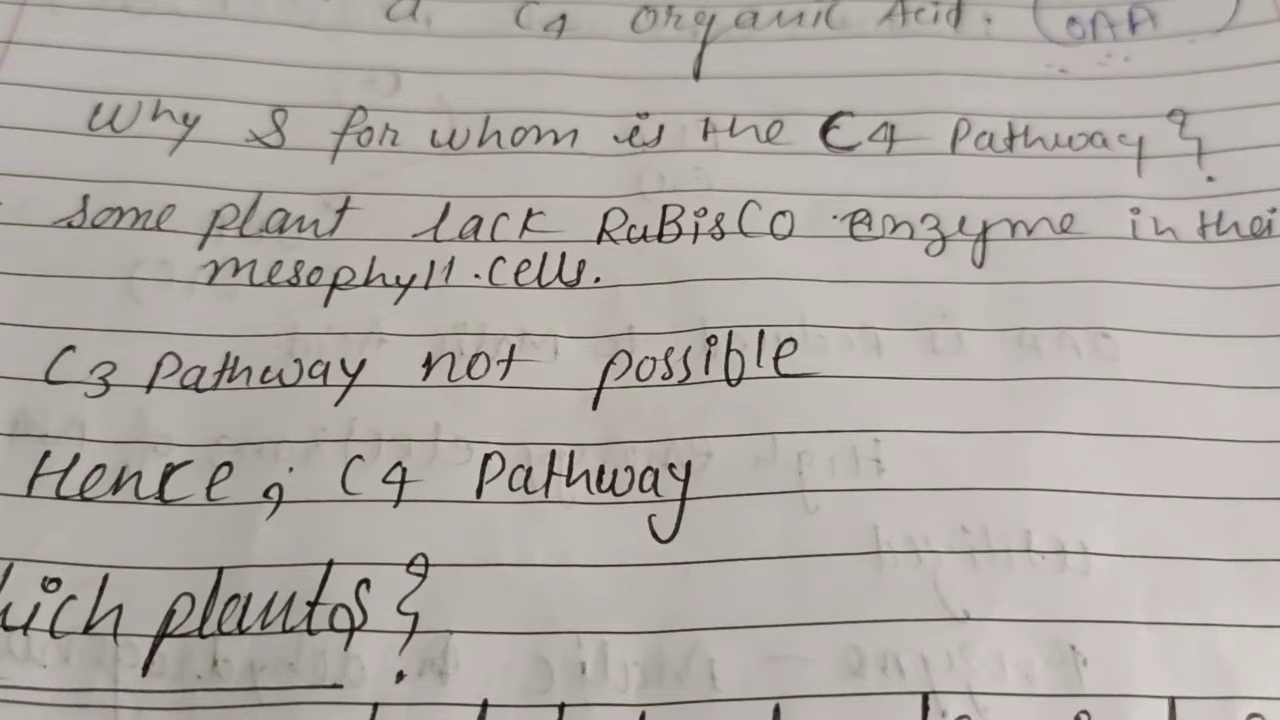 C4 Organic Acid. (OAA)
Why & for whom is the C4 Pathway?
Some plant lack RuBisCO enzyme in thei
mesophyll cells.
C3 Pathway not possible
Hence, C4 Pathway
hich plants?